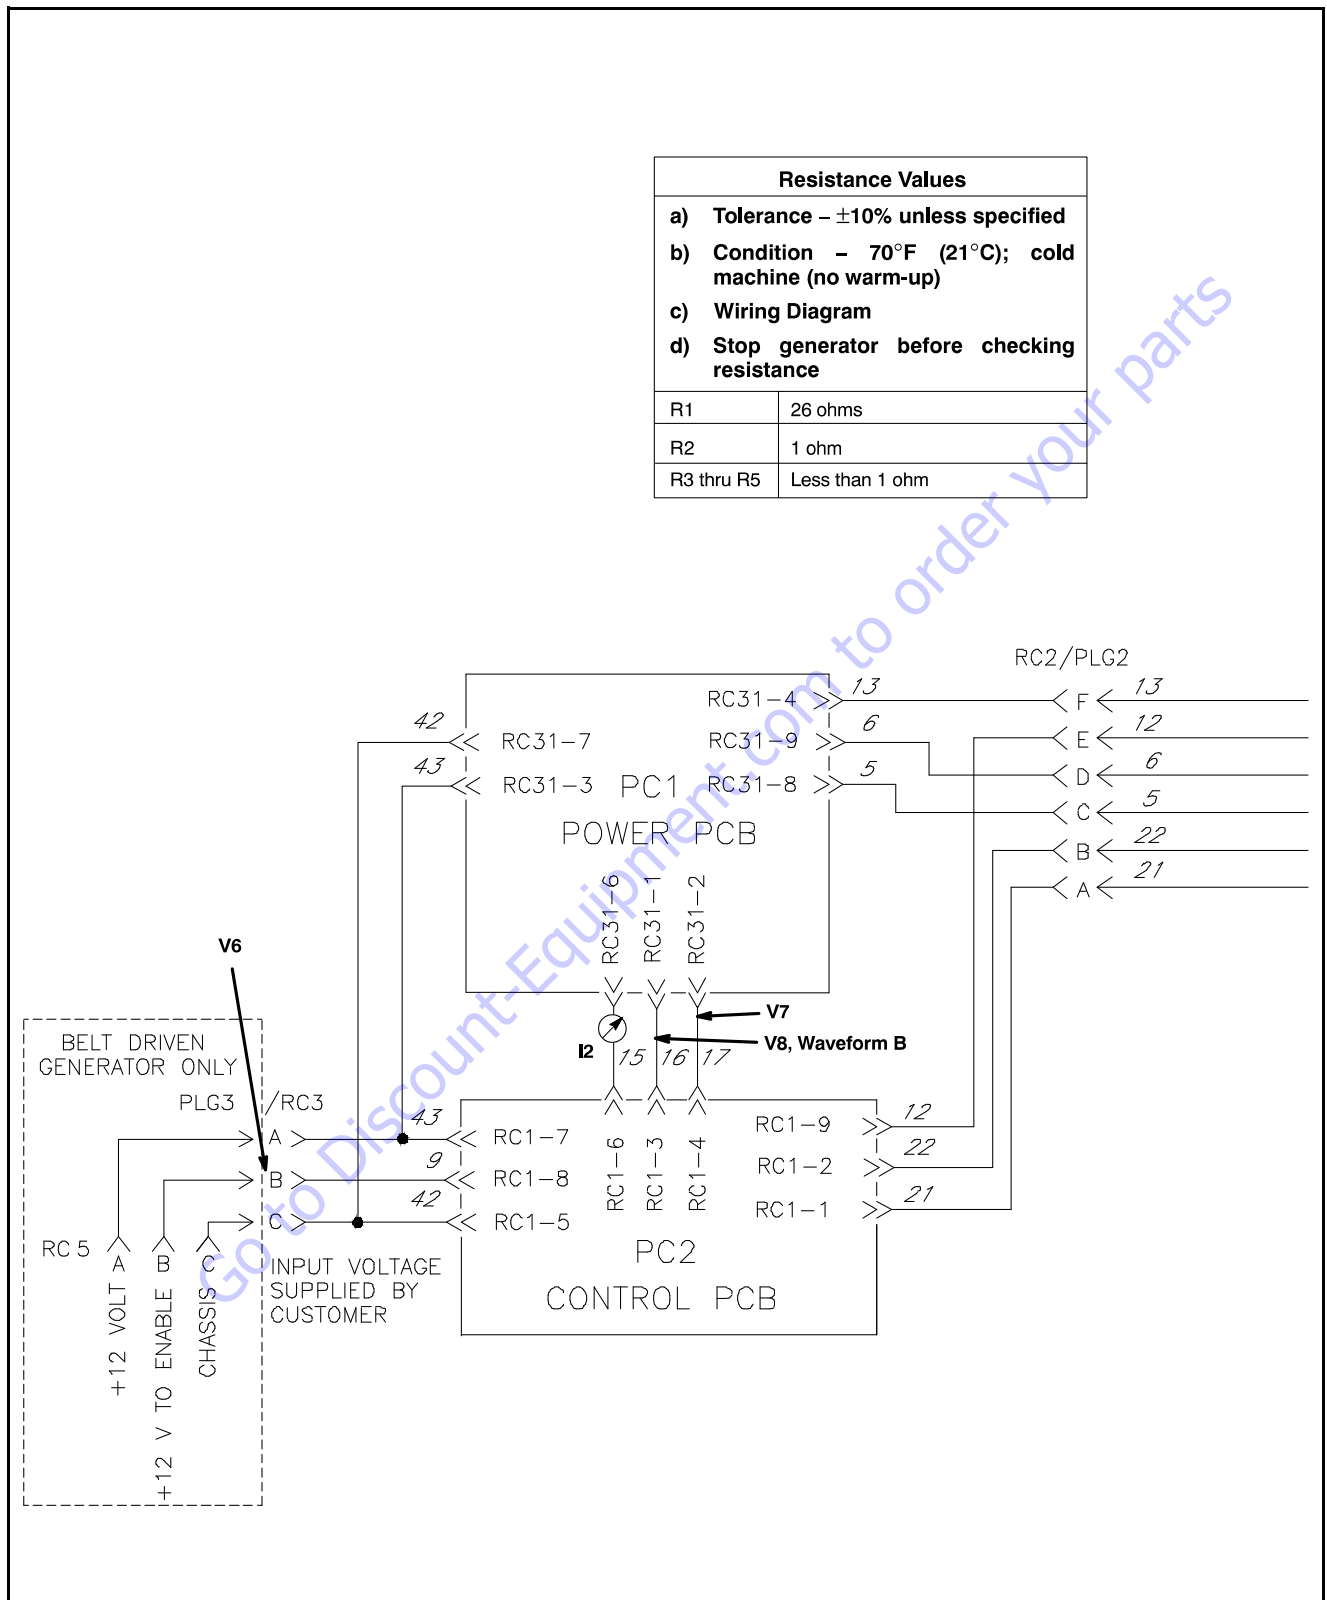 Resistance Values
a) Tolerance – ±10% unless specified
b) Condition – 70°F (21°C); cold
machine (no warm-up)
c) Wiring Diagram
d) Stop generator before checking
resistance
R1 26 ohms
R2 1 ohm
R3 thru R5 Less than 1 ohm
Go to Discount-Equipment.com to order your parts
RC2/PLG2
RC31-4 13 F 13
42 RC31-7 RC31-9 6 E 12
43 RC31-3 PC1 RC31-8 5 D 6
C 5
POWER PCB
B 22
A 21
RC31-6 RC31-1 RC31-2
V6
V7
V8, Waveform B
I2 15 16 17
BELT DRIVEN
GENERATOR ONLY
PLG3 /RC3
A 43 RC1-7 RC1-9 12
B 9 RC1-8 RC1-2 22
C 42 RC1-5 RC1-1 21
RC1-6 RC1-3 RC1-4
RC5 A B C
+12 VOLT
+12 V TO ENABLE
CHASSIS
INPUT VOLTAGE
SUPPLIED BY
CUSTOMER
PC2
CONTROL PCB